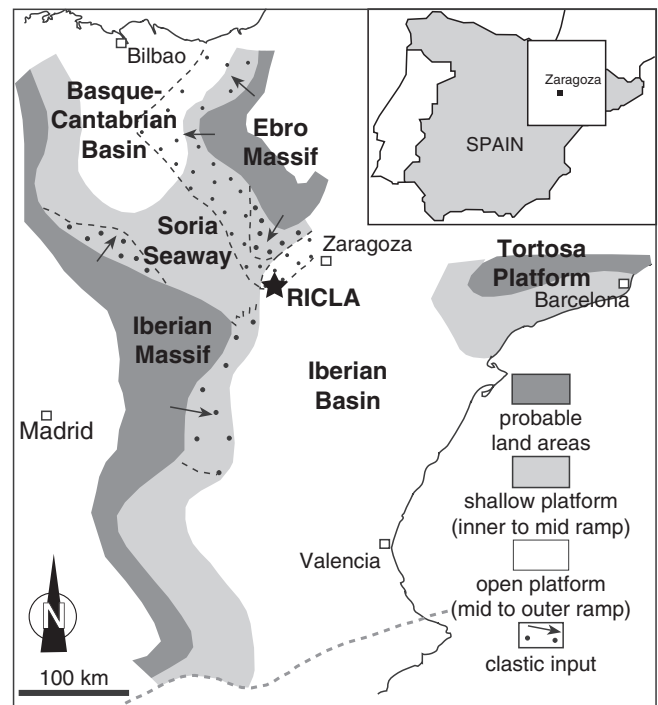 Bilbao
Basque-
Cantabrian
Basin
Ebro
Massif
Zaragoza
SPAIN
Soria
Seaway
Zaragoza
RICLA
Tortosa
Platform
Barcelona
Iberian
Massif
Iberian
Basin
Madrid
probable
land areas
shallow platform
(inner to mid ramp)
Valencia
open platform
(mid to outer ramp)
clastic input
N
100 km